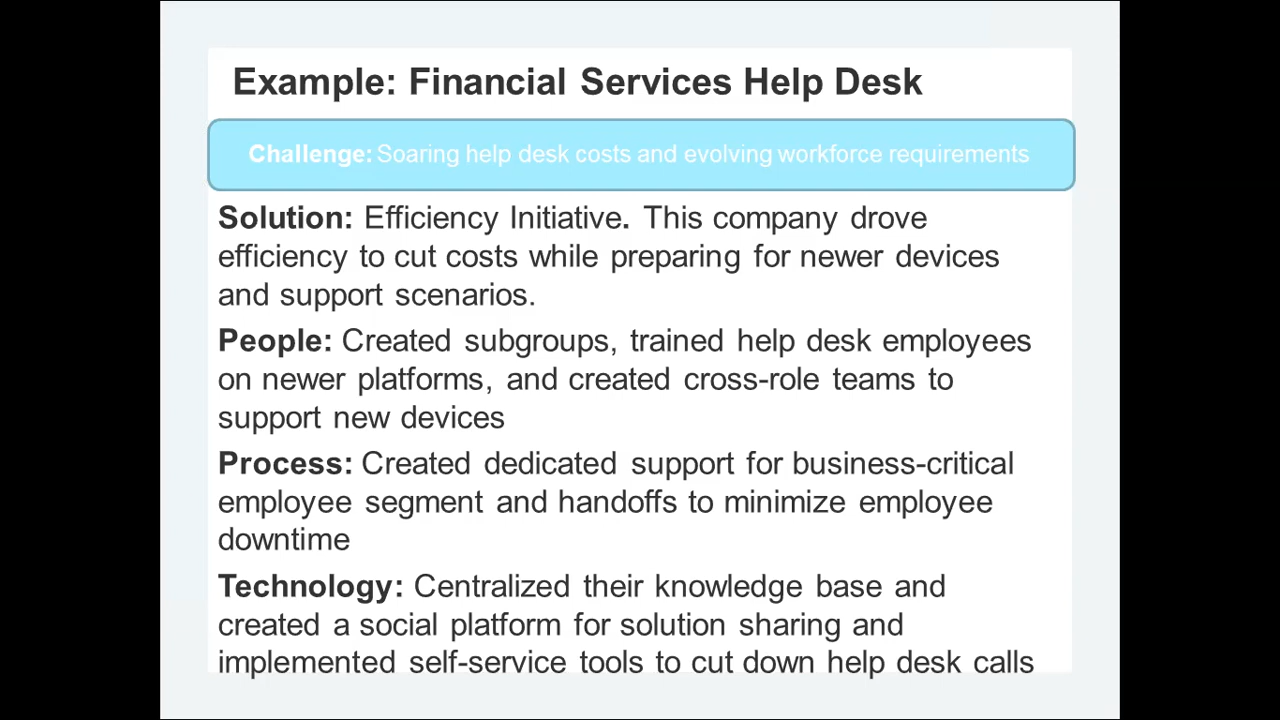 Example: Financial Services Help Desk
Challenge: Soaring help desk costs and evolving workforce requirements
Solution: Efficiency Initiative. This company drove
efficiency to cut costs while preparing for newer devices
and support scenarios.
People: Created subgroups, trained help desk employees
on newer platforms, and created cross-role teams to
support new devices
Process: Created dedicated support for business-critical
employee segment and handoffs to minimize employee
downtime
Technology: Centralized their knowledge base and
created a social platform for solution sharing and
implemented self-service tools to cut down help desk calls